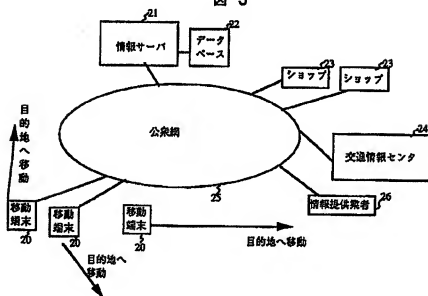 図 3
21
情報サーバ
22
データ
ベース
23
ショップ
23
ショップ
目的地へ移動
公衆網
24
交通情報センタ
25
移動
端末
20
移動
端末
20
移動
端末
20
目的地へ移動
26
情報提供業者
目的地へ
移動